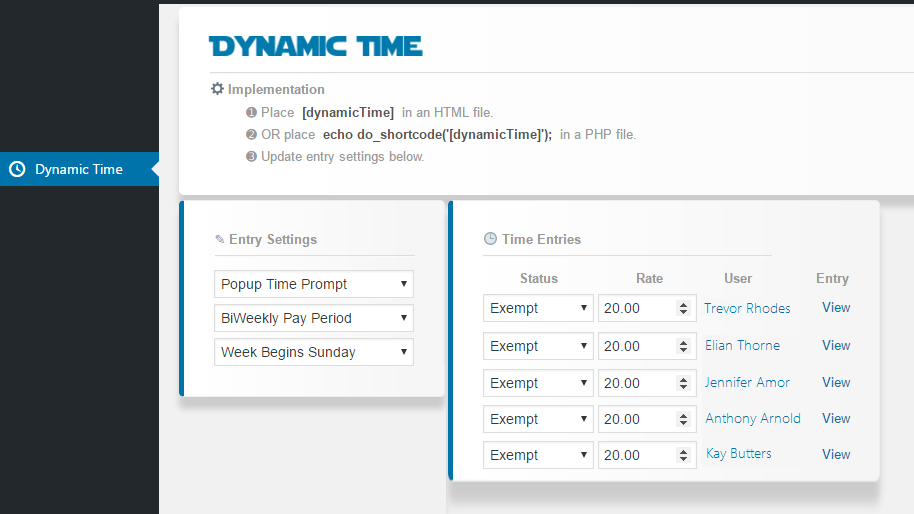 DYNAMIC TIME
Implementation
❶ Place [dynamicTime] in an HTML file.
❷ OR place echo do_shortcode('[dynamicTime]'); in a PHP file.
❸ Update entry settings below.
Dynamic Time
Entry Settings
Popup Time Prompt
BiWeekly Pay Period
Week Begins Sunday
Time Entries
Status Rate User Entry
Exempt 20.00 Trevor Rhodes View
Exempt 20.00 Elian Thorne View
Exempt 20.00 Jennifer Amor View
Exempt 20.00 Anthony Arnold View
Exempt 20.00 Kay Butters View